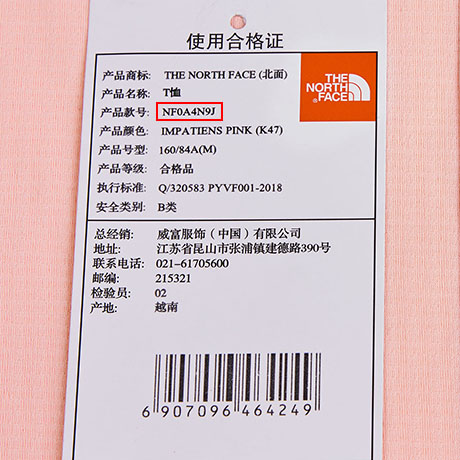 使用合格证
产品商标: THE NORTH FACE (北面)
产品名称: T恤
产品款号: NF0A4N9J
产品颜色: IMPATIENS PINK (K47)
产品号型: 160/84A(M)
产品等级: 合格品
执行标准: Q/320583 PYVF001-2018
安全类别: B类
THE
NORTH
FACE
总经销: 威富服饰（中国）有限公司
地址: 江苏省昆山市张浦镇建德路390号
联系电话: 021-61705600
邮编: 215321
检验员: 02
产地: 越南
6 907096 464249